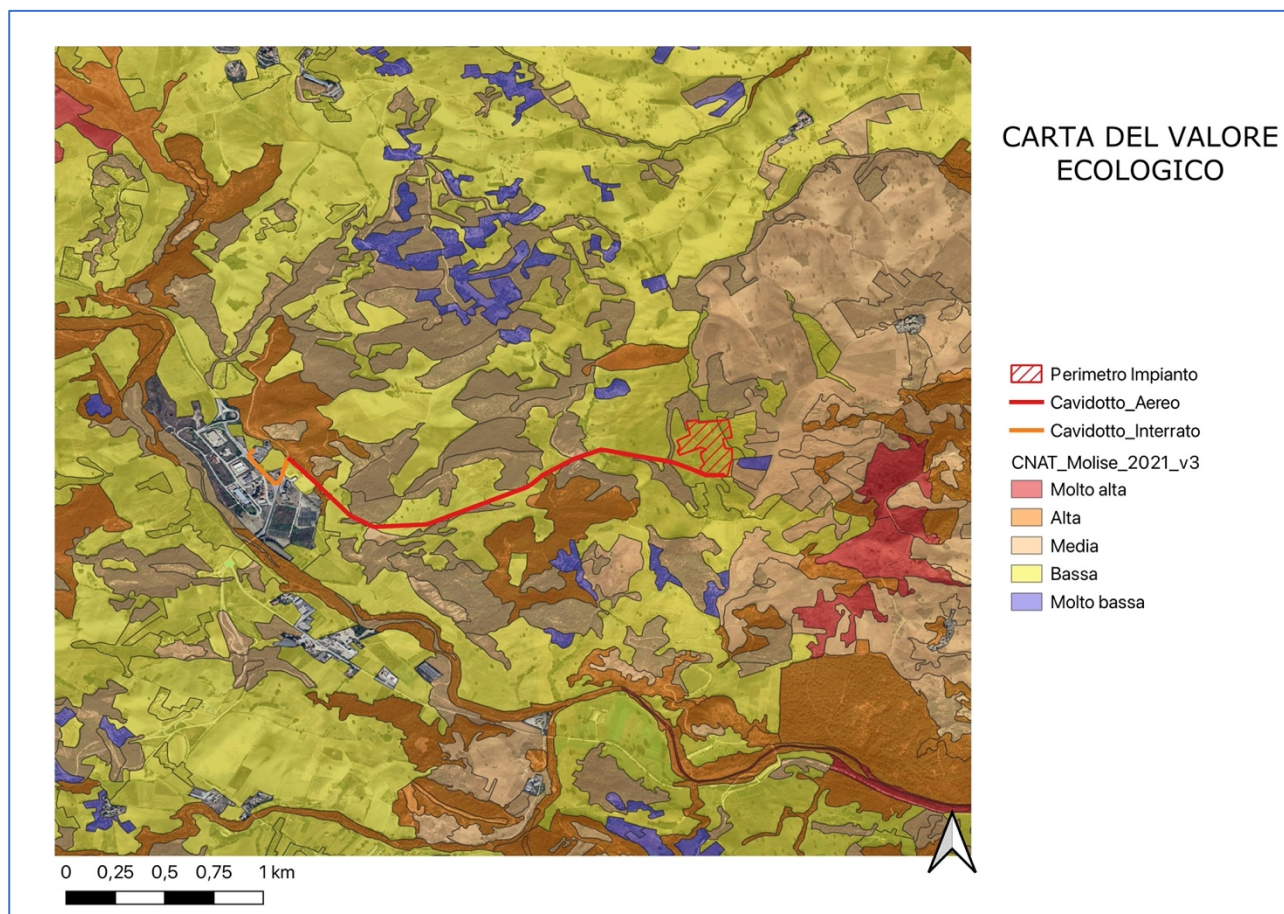 CARTA DEL VALORE
ECOLOGICO
Perimetro Impianto
Cavidotto_Aereo
Cavidotto_Interrato
CNAT_Molise_2021_v3
Molto alta
Alta
Media
Bassa
Molto bassa
0 0,25 0,5 0,75 1 km